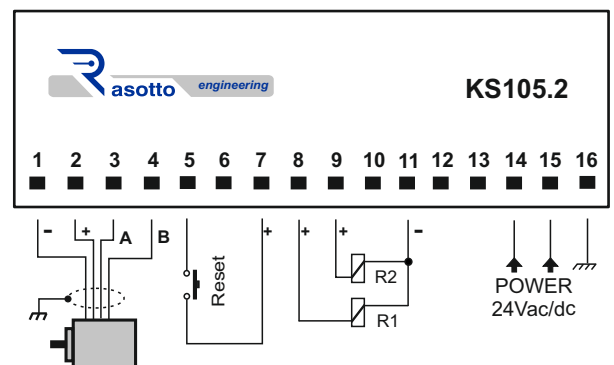 Rasotto engineering
KS105.2
1 2 3 4 5 6 7 8 9 10 11 12 13 14 15 16
- + A B + + + -
Reset
R2
R1
POWER
24Vac/dc